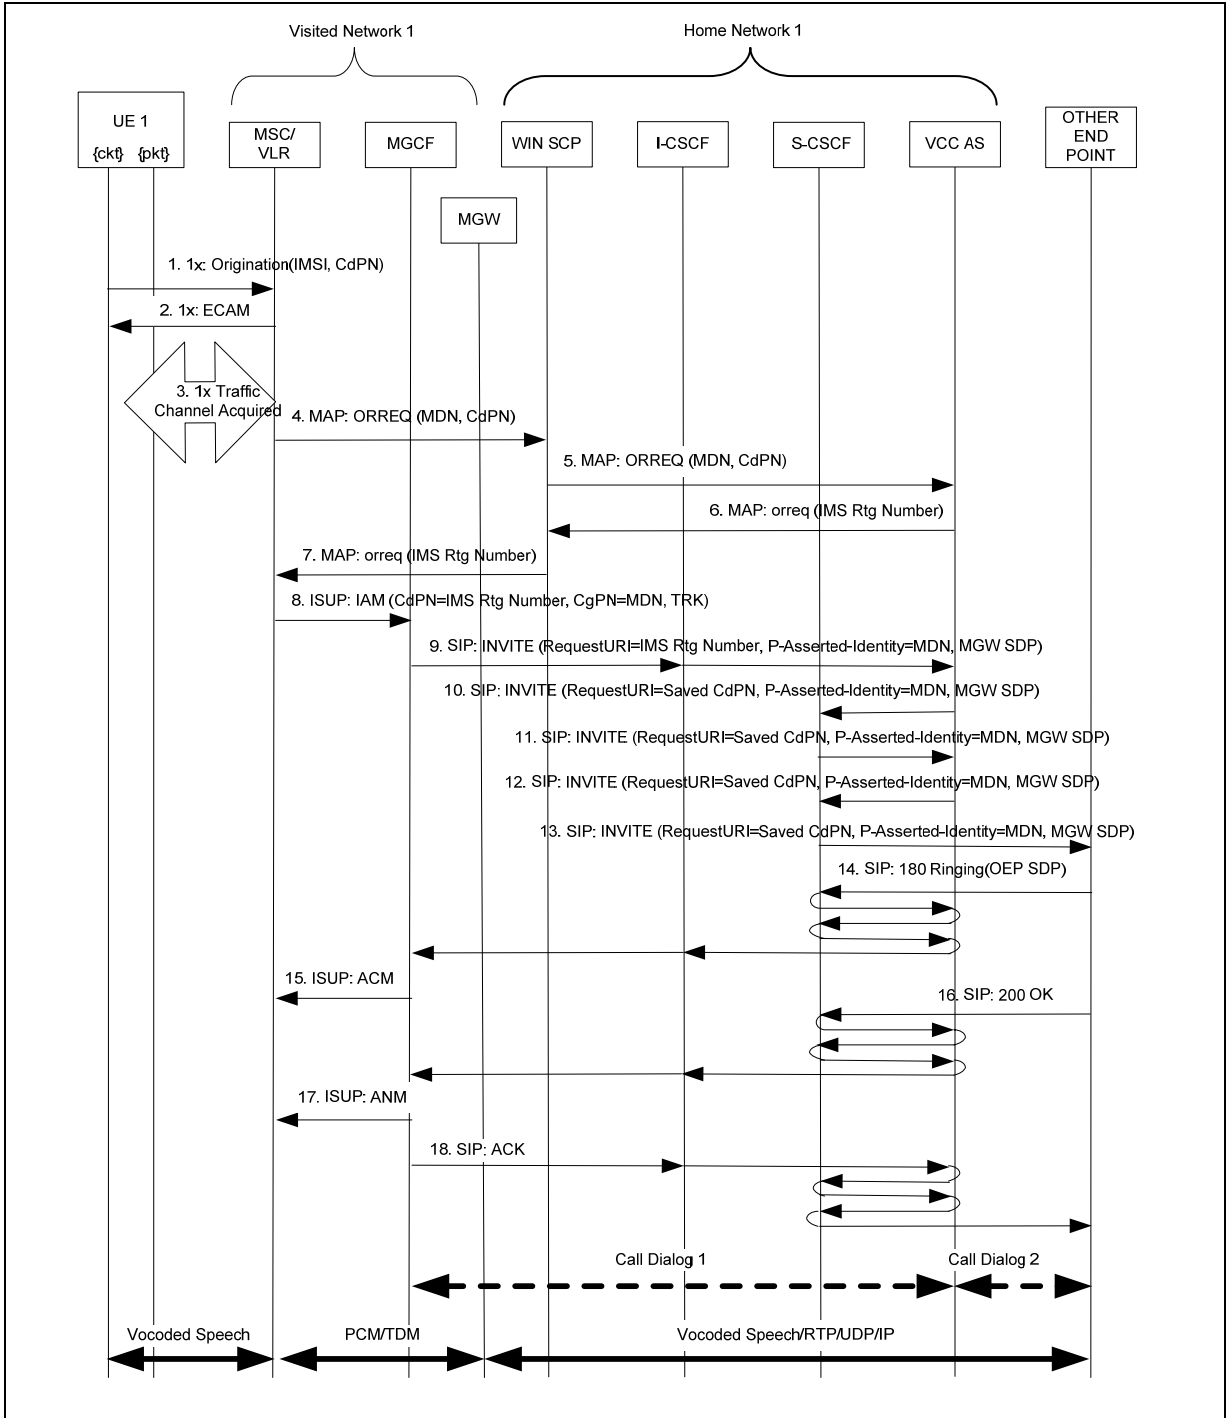 Visited Network 1
Home Network 1
UE 1
{ckt} {pkt}
MSC/
VLR
MGCF
WIN SCP
I-CSCF
S-CSCF
VCC AS
OTHER
END
POINT
MGW
1. 1x: Origination(IMSI, CdPN)
2. 1x: ECAM
3. 1x Traffic
Channel Acquired
4. MAP: ORREQ (MDN, CdPN)
5. MAP: ORREQ (MDN, CdPN)
6. MAP: orreq (IMS Rtg Number)
7. MAP: orreq (IMS Rtg Number)
8. ISUP: IAM (CdPN=IMS Rtg Number, CgPN=MDN, TRK)
9. SIP: INVITE (RequestURI=IMS Rtg Number, P-Asserted-Identity=MDN, MGW SDP)
10. SIP: INVITE (RequestURI=Saved CdPN, P-Asserted-Identity=MDN, MGW SDP)
11. SIP: INVITE (RequestURI=Saved CdPN, P-Asserted-Identity=MDN, MGW SDP)
12. SIP: INVITE (RequestURI=Saved CdPN, P-Asserted-Identity=MDN, MGW SDP)
13. SIP: INVITE (RequestURI=Saved CdPN, P-Asserted-Identity=MDN, MGW SDP)
14. SIP: 180 Ringing(OEP SDP)
15. ISUP: ACM
16. SIP: 200 OK
17. ISUP: ANM
18. SIP: ACK
Call Dialog 1
Call Dialog 2
Vocoded Speech
PCM/TDM
Vocoded Speech/RTP/UDP/IP